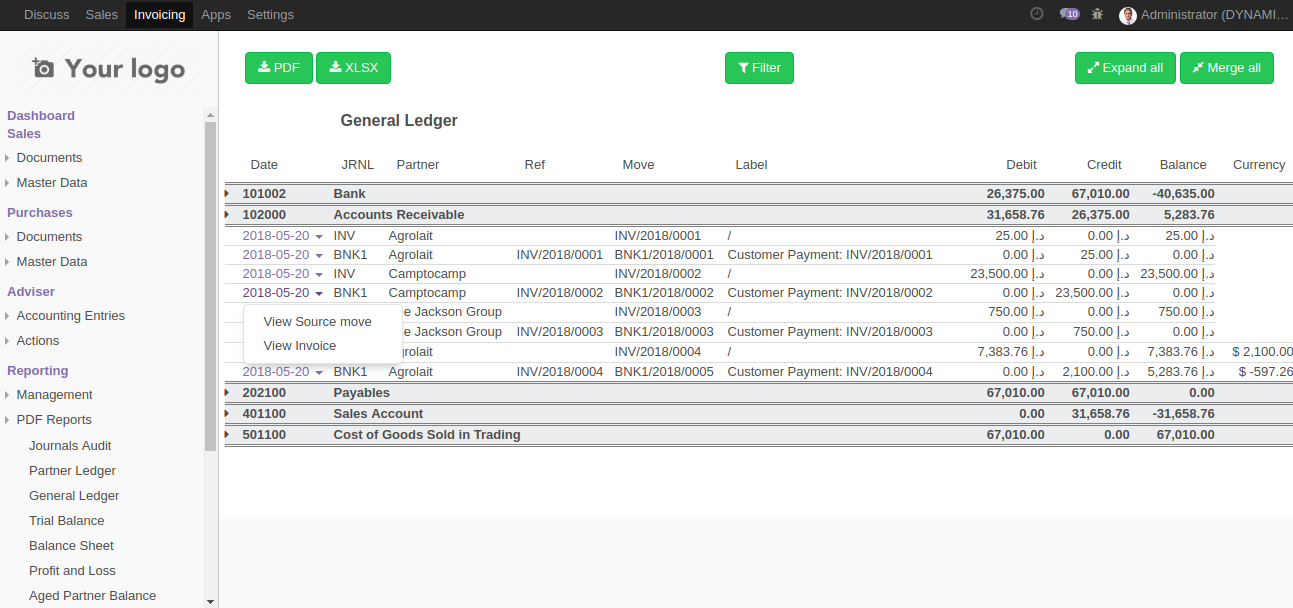 Discuss Sales Invoicing Apps Settings 10 Administrator (DYNAMI...
Your logo
PDF XLSX Filter Expand all Merge all
Dashboard
Sales
Documents
Master Data
Purchases
Documents
Master Data
Adviser
Accounting Entries
Actions
Reporting
Management
PDF Reports
Journals Audit
Partner Ledger
General Ledger
Trial Balance
Balance Sheet
Profit and Loss
Aged Partner Balance
General Ledger
Date JRNL Partner Ref Move Label Debit Credit Balance Currency
101002 Bank 26,375.00 67,010.00 -40,635.00
102000 Accounts Receivable 31,658.76 26,375.00 5,283.76
2018-05-20 INV Agrolait INV/2018/0001 / 25.00 د.إ 0.00 د.إ 25.00 د.إ
2018-05-20 BNK1 Agrolait INV/2018/0001 BNK1/2018/0001 Customer Payment: INV/2018/0001 0.00 د.إ 25.00 د.إ 0.00 د.إ
2018-05-20 INV Camptocamp INV/2018/0002 / 23,500.00 د.إ 0.00 د.إ 23,500.00 د.إ
2018-05-20 BNK1 Camptocamp INV/2018/0002 BNK1/2018/0002 Customer Payment: INV/2018/0002 0.00 د.إ 23,500.00 د.إ 0.00 د.إ
View Source move
View Invoice
e Jackson Group INV/2018/0003 / 750.00 د.إ 0.00 د.إ 750.00 د.إ
e Jackson Group INV/2018/0003 BNK1/2018/0003 Customer Payment: INV/2018/0003 0.00 د.إ 750.00 د.إ 0.00 د.إ
grolait INV/2018/0004 / 7,383.76 د.إ 0.00 د.إ 7,383.76 د.إ $ 2,100.00
2018-05-20 BNK1 Agrolait INV/2018/0004 BNK1/2018/0005 Customer Payment: INV/2018/0004 0.00 د.إ 2,100.00 د.إ 5,283.76 د.إ $ -597.26
202100 Payables 67,010.00 67,010.00 0.00
401100 Sales Account 0.00 31,658.76 -31,658.76
501100 Cost of Goods Sold in Trading 67,010.00 0.00 67,010.00